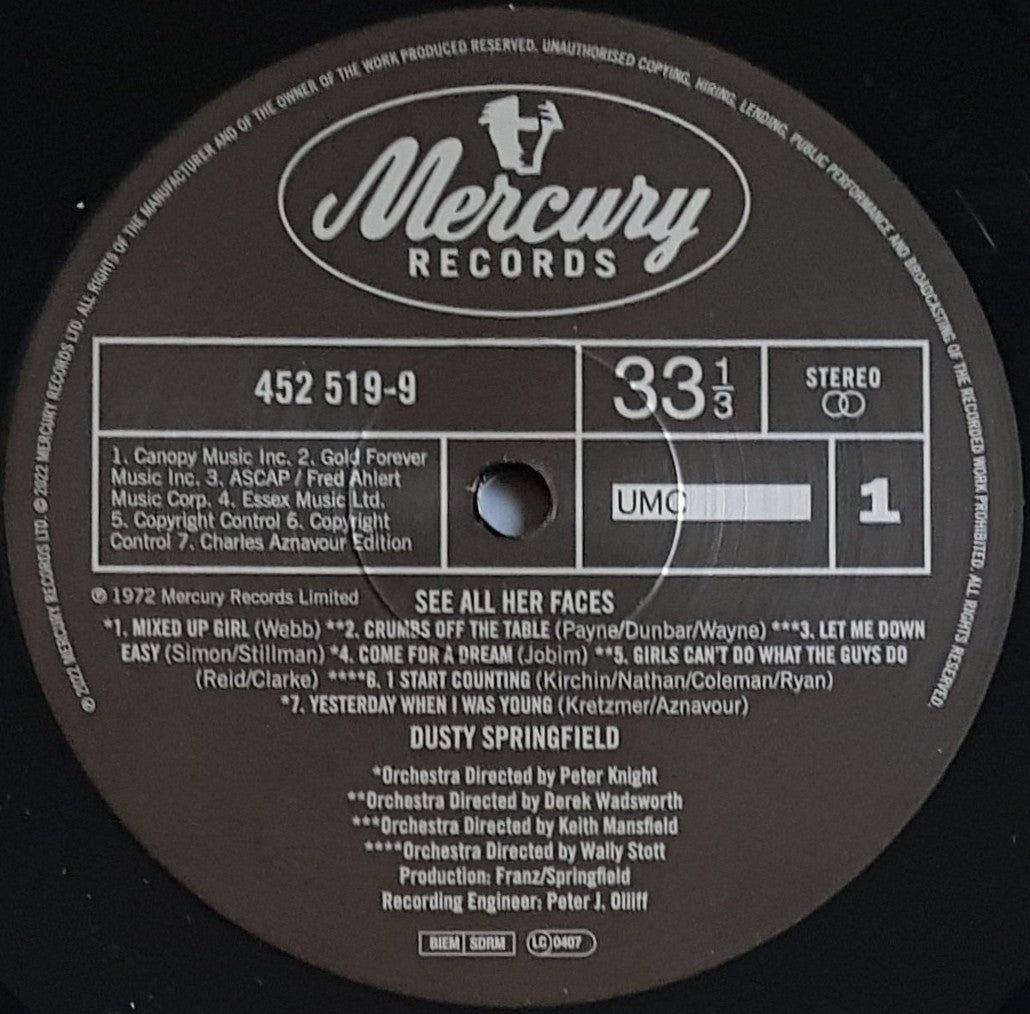 ℗ 2022 MERCURY RECORDS LTD. © 2022 MERCURY RECORDS LTD. ALL RIGHTS OF THE MANUFACTURER AND OF THE OWNER OF THE WORK PRODUCED RESERVED. UNAUTHORISED COPYING, HIRING, LENDING, PUBLIC PERFORMANCE AND BROADCASTING OF THE RECORDED WORK PROHIBITED. ALL RIGHTS RESERVED.
Mercury
RECORDS
452 519-9
33 1/3
STEREO
1. Canopy Music Inc. 2. Gold Forever
Music Inc. 3. ASCAP / Fred Ahlert
Music Corp. 4. Essex Music Ltd.
5. Copyright Control 6. Copyright
Control 7. Charles Aznavour Edition
UMC
1
℗ 1972 Mercury Records Limited
SEE ALL HER FACES
*1. MIXED UP GIRL (Webb) **2. CRUMBS OFF THE TABLE (Payne/Dunbar/Wayne) ***3. LET ME DOWN
EASY (Simon/Stillman) *4. COME FOR A DREAM (Jobim) **5. GIRLS CAN'T DO WHAT THE GUYS DO
(Reid/Clarke) ****6. I START COUNTING (Kirchin/Nathan/Coleman/Ryan)
*7. YESTERDAY WHEN I WAS YOUNG (Kretzmer/Aznavour)
DUSTY SPRINGFIELD
*Orchestra Directed by Peter Knight
**Orchestra Directed by Derek Wadsworth
***Orchestra Directed by Keith Mansfield
****Orchestra Directed by Wally Stott
Production: Franz/Springfield
Recording Engineer: Peter J. Olliff
BIEM SDRM LC 0407